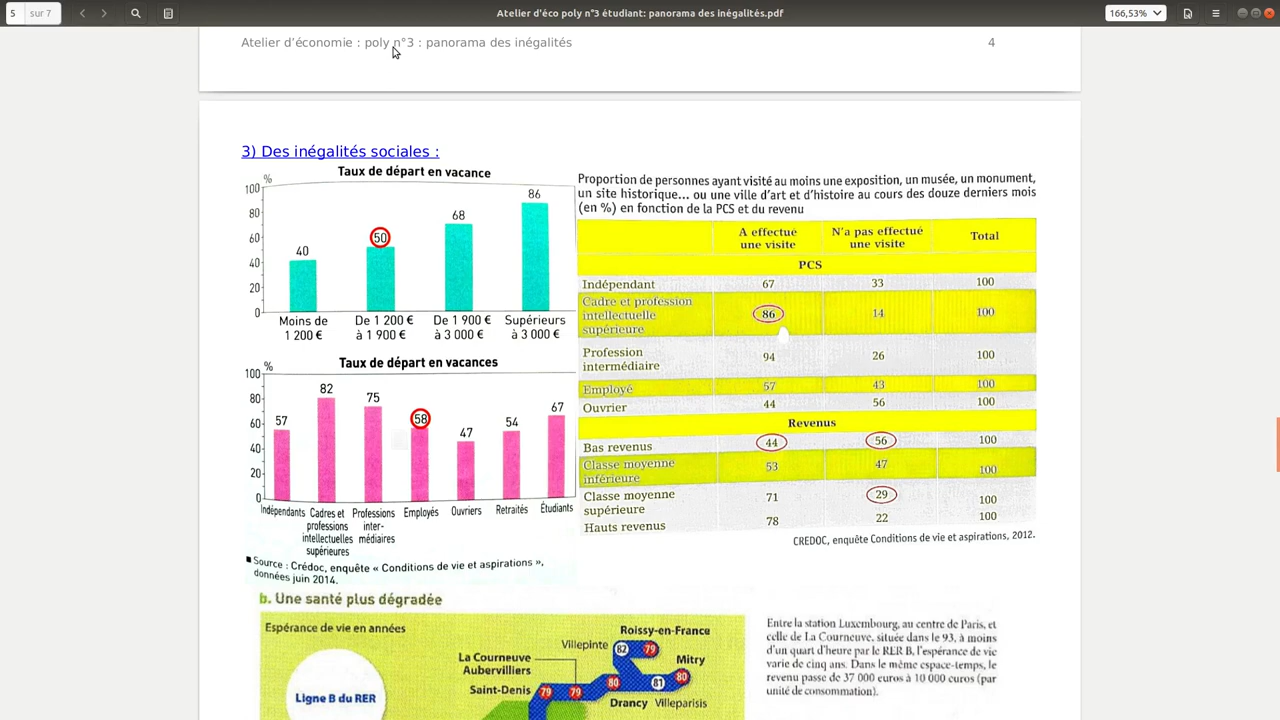 5 sur 7
Atelier d'éco poly n°3 étudiant: panorama des inégalités.pdf
166,53%
Atelier d'économie : poly n°3 : panorama des inégalités 4
3) Des inégalités sociales :
Taux de départ en vacance
%
100
80
60
40
20
0
40
50
68
86
Moins de 1 200 €
De 1 200 € à 1 900 €
De 1 900 € à 3 000 €
Supérieurs à 3 000 €
Taux de départ en vacances
%
100
80
60
40
20
0
57
82
75
58
47
54
67
Indépendants
Cadres et professions intellectuelles supérieures
Professions inter-médiaires
Employés
Ouvriers
Retraités
Étudiants
■ Source : Crédoc, enquête « Conditions de vie et aspirations »,
données juin 2014.
Proportion de personnes ayant visité au moins une exposition, un musée, un monument,
un site historique... ou une ville d'art et d'histoire au cours des douze derniers mois
(en %) en fonction de la PCS et du revenu
A effectué une visite
N'a pas effectué une visite
Total
PCS
Indépendant 67 33 100
Cadre et profession intellectuelle supérieure 86 14 100
Profession intermédiaire 94 26 100
Employé 57 43 100
Ouvrier 44 56 100
Revenus
Bas revenus 44 56 100
Classe moyenne inférieure 53 47 100
Classe moyenne supérieure 71 29 100
Hauts revenus 78 22 100
CREDOC, enquête Conditions de vie et aspirations, 2012.
b. Une santé plus dégradée
Espérance de vie en années
Ligne B du RER
Roissy-en-France
Villepinte 82 79
Mitry
La Courneuve
Aubervilliers
80 81 80
Saint-Denis 79 79
Drancy Villeparisis
Entre la station Luxembourg, au centre de Paris, et
celle de La Courneuve, située dans le 93, à moins
d'un quart d'heure par le RER B, l'espérance de vie
varie de cinq ans. Dans le même espace-temps, le
revenu passe de 37 000 euros à 10 000 euros (par
unité de consommation).